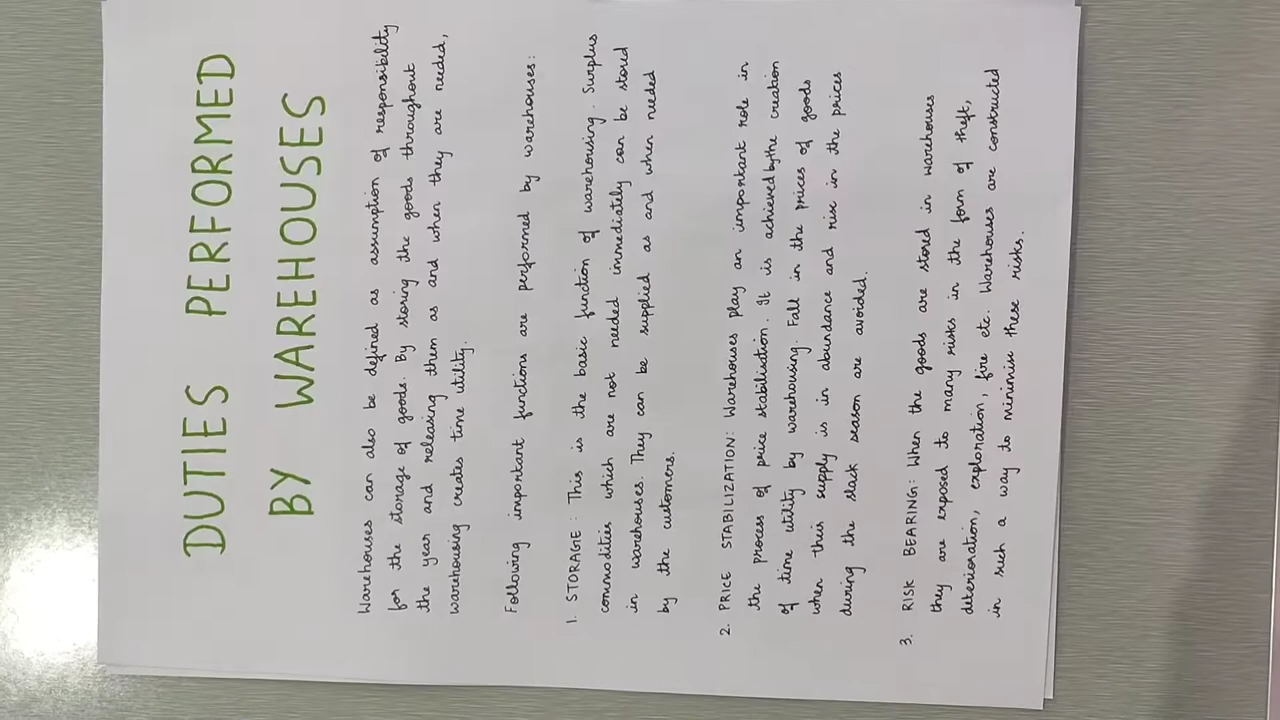 DUTIES PERFORMED
BY WAREHOUSES
Warehouses can also be defined as assumption of responsibility
for the storage of goods. By storing the goods throughout
the year and releasing them as and when they are needed,
warehousing creates time utility.
Following important functions are performed by warehouses:
1. STORAGE: This is the basic function of warehousing. Surplus
commodities which are not needed immediately can be stored
in warehouses. They can be supplied as and when needed
by the customers.
2. PRICE STABILIZATION: Warehouses play an important role in
the process of price stabilisation. It is achieved by the creation
of time utility by warehousing. Fall in the prices of goods
when their supply is in abundance and rise in the prices
during the slack season are avoided.
3. RISK BEARING: When the goods are stored in warehouses
they are exposed to many risks in the form of theft,
deterioration, exploration, fire etc. Warehouses are constructed
in such a way to minimise these risks.